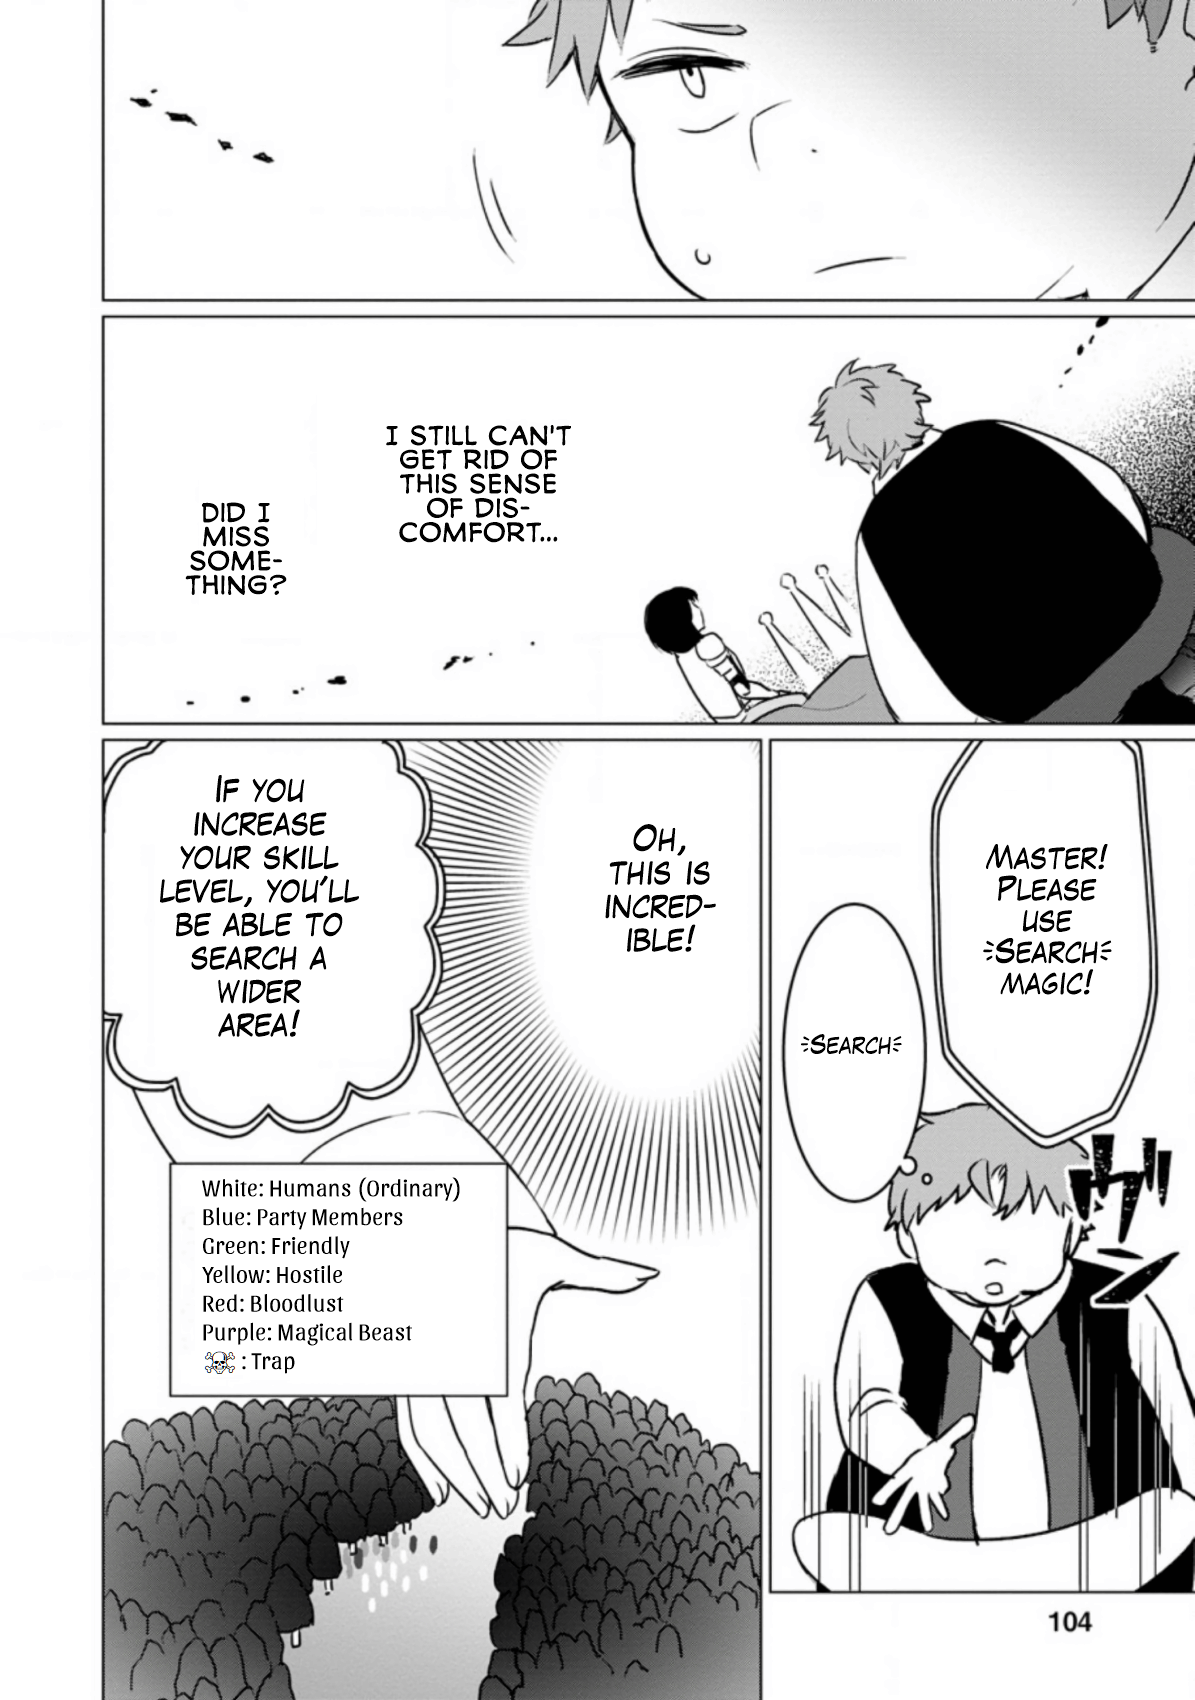 I STILL CAN'T
GET RID OF
THIS SENSE
OF DIS-
COMFORT...
DID I
MISS
SOME-
THING?
MASTER!
PLEASE
USE
SEARCH
MAGIC!
SEARCH
OH,
THIS IS
INCRED-
IBLE!
IF YOU
INCREASE
YOUR SKILL
LEVEL, YOU'LL
BE ABLE TO
SEARCH A
WIDER
AREA!
White: Humans (Ordinary)
Blue: Party Members
Green: Friendly
Yellow: Hostile
Red: Bloodlust
Purple: Magical Beast
☠: Trap
104